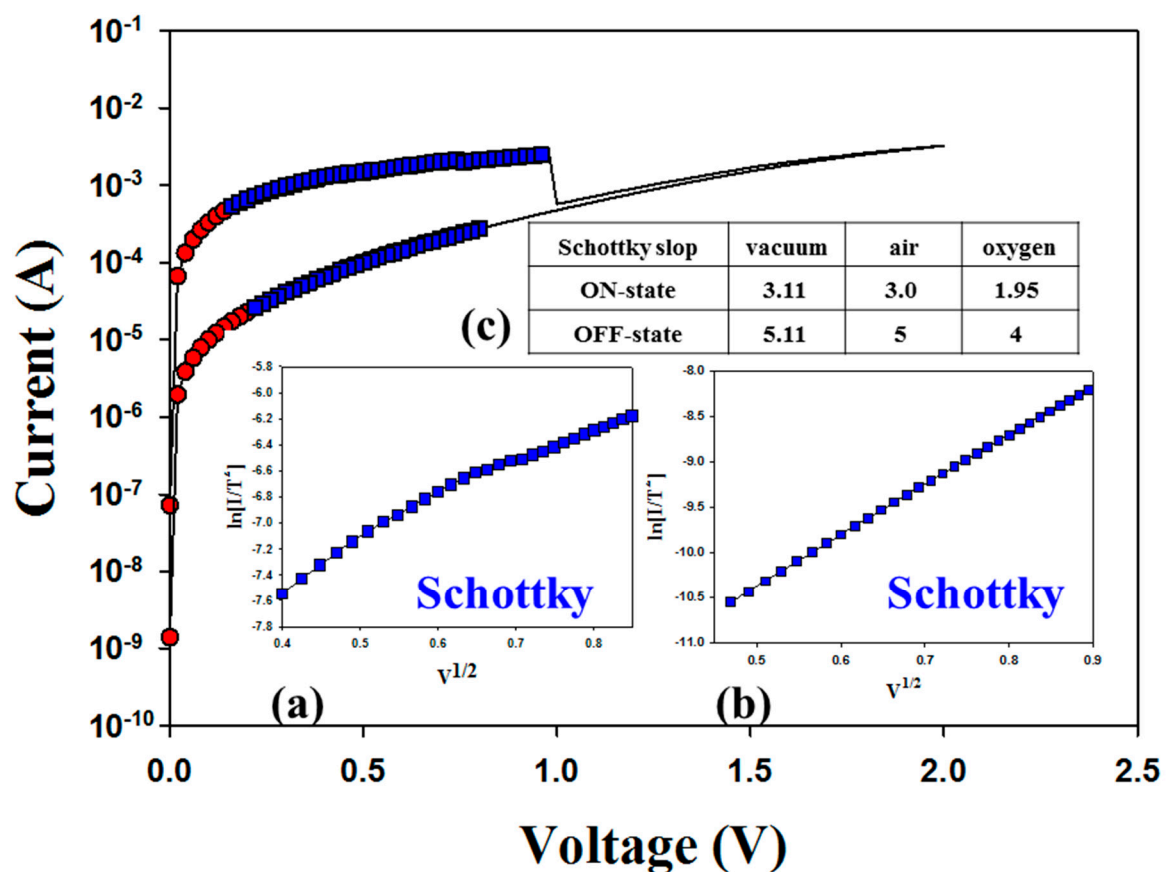 10-1
10-2
10-3
10-4
10-5
10-6
10-7
10-8
10-9
10-10
Current (A)
0.0 0.5 1.0 1.5 2.0 2.5
Voltage (V)
Schottky slop vacuum air oxygen
ON-state 3.11 3.0 1.95
OFF-state 5.11 5 4
(c)
-5.8
-6.0
-6.2
-6.4
-6.6
-6.8
-7.0
-7.2
-7.4
-7.6
-7.8
ln[I/T2]
Schottky
0.4 0.5 0.6 0.7 0.8
V1/2
(a)
-8.0
-8.5
-9.0
-9.5
-10.0
-10.5
-11.0
ln[I/T2]
Schottky
0.5 0.6 0.7 0.8 0.9
V1/2
(b)